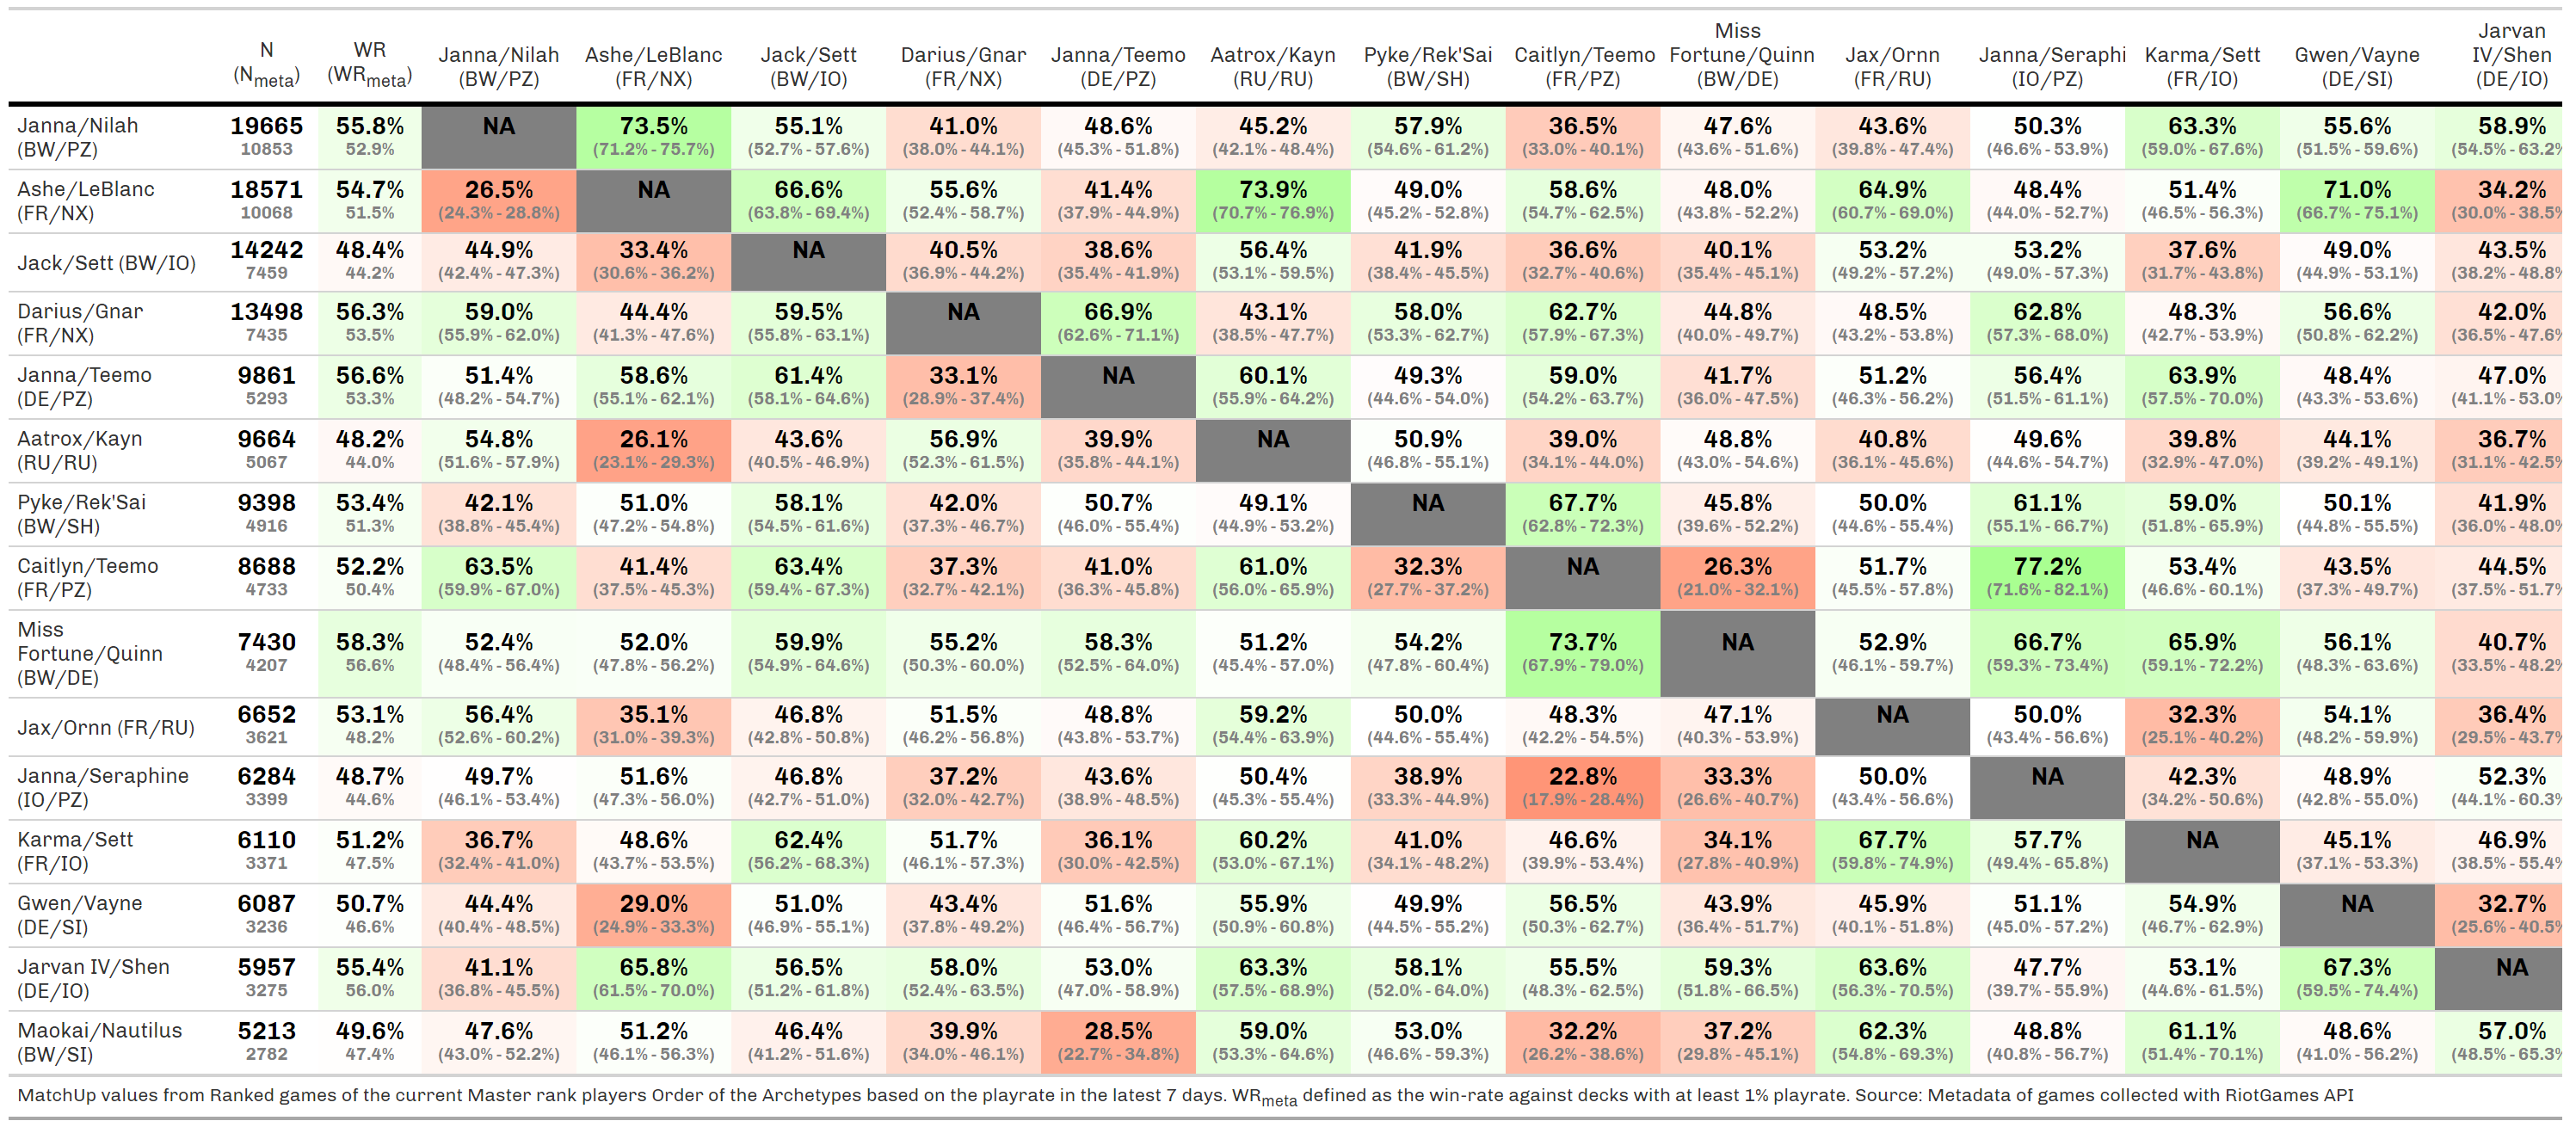 N (N_meta) WR (WR_meta) Janna/Nilah (BW/PZ) Ashe/LeBlanc (FR/NX) Jack/Sett (BW/IO) Darius/Gnar (FR/NX) Janna/Teemo (DE/PZ) Aatrox/Kayn (RU/RU) Pyke/Rek'Sai (BW/SH) Caitlyn/Teemo (FR/PZ) Miss Fortune/Quinn (BW/DE) Jax/Ornn (FR/RU) Janna/Seraphi (IO/PZ) Karma/Sett (FR/IO) Gwen/Vayne (DE/SI) Jarvan IV/Shen (DE/IO)
Janna/Nilah 19665 55.8% NA 73.5% 55.1% 41.0% 48.6% 45.2% 57.9% 36.5% 47.6% 43.6% 50.3% 63.3% 55.6% 58.9%
(BW/PZ) 10853 52.9% (71.2% - 75.7%) (52.7% - 57.6%) (38.0% - 44.1%) (45.3% - 51.8%) (42.1% - 48.4%) (54.6% - 61.2%) (33.0% - 40.1%) (43.6% - 51.6%) (39.8% - 47.4%) (46.6% - 53.9%) (59.0% - 67.6%) (51.5% - 59.6%) (54.5% - 63.2%
Ashe/LeBlanc 18571 54.7% 26.5% NA 66.6% 55.6% 41.4% 73.9% 49.0% 58.6% 48.0% 64.9% 48.4% 51.4% 71.0% 34.2%
(FR/NX) 10068 51.5% (24.3% - 28.8%) (63.8% - 69.4%) (52.4% - 58.7%) (37.9% - 44.9%) (70.7% - 76.9%) (45.2% - 52.8%) (54.7% - 62.5%) (43.8% - 52.2%) (60.7% - 69.0%) (44.0% - 52.7%) (46.5% - 56.3%) (66.7% - 75.1%) (30.0% - 38.5%
Jack/Sett (BW/IO) 14242 48.4% 44.9% 33.4% NA 40.5% 38.6% 56.4% 41.9% 36.6% 40.1% 53.2% 53.2% 37.6% 49.0% 43.5%
7459 44.2% (42.4% - 47.3%) (30.6% - 36.2%) (36.9% - 44.2%) (35.4% - 41.9%) (53.1% - 59.5%) (38.4% - 45.5%) (32.7% - 40.6%) (35.4% - 45.1%) (49.2% - 57.2%) (49.0% - 57.3%) (31.7% - 43.8%) (44.9% - 53.1%) (38.2% - 48.8%
Darius/Gnar 13498 56.3% 59.0% 44.4% 59.5% NA 66.9% 43.1% 58.0% 62.7% 44.8% 48.5% 62.8% 48.3% 56.6% 42.0%
(FR/NX) 7435 53.5% (55.9% - 62.0%) (41.3% - 47.6%) (55.8% - 63.1%) (62.6% - 71.1%) (38.5% - 47.7%) (53.3% - 62.7%) (57.9% - 67.3%) (40.0% - 49.7%) (43.2% - 53.8%) (57.3% - 68.0%) (42.7% - 53.9%) (50.8% - 62.2%) (36.5% - 47.6%
Janna/Teemo 9861 56.6% 51.4% 58.6% 61.4% 33.1% NA 60.1% 49.3% 59.0% 41.7% 51.2% 56.4% 63.9% 48.4% 47.0%
(DE/PZ) 5293 53.3% (48.2% - 54.7%) (55.1% - 62.1%) (58.1% - 64.6%) (28.9% - 37.4%) (55.9% - 64.2%) (44.6% - 54.0%) (54.2% - 63.7%) (36.0% - 47.5%) (46.3% - 56.2%) (51.5% - 61.1%) (57.5% - 70.0%) (43.3% - 53.6%) (41.1% - 53.0%
Aatrox/Kayn 9664 48.2% 54.8% 26.1% 43.6% 56.9% 39.9% NA 50.9% 39.0% 48.8% 40.8% 49.6% 39.8% 44.1% 36.7%
(RU/RU) 5067 44.0% (51.6% - 57.9%) (23.1% - 29.3%) (40.5% - 46.9%) (52.3% - 61.5%) (35.8% - 44.1%) (46.8% - 55.1%) (34.1% - 44.0%) (43.0% - 54.6%) (36.1% - 45.6%) (44.6% - 54.7%) (32.9% - 47.0%) (39.2% - 49.1%) (31.1% - 42.5%
Pyke/Rek'Sai 9398 53.4% 42.1% 51.0% 58.1% 42.0% 50.7% 49.1% NA 67.7% 45.8% 50.0% 61.1% 59.0% 50.1% 41.9%
(BW/SH) 4916 51.3% (38.8% - 45.4%) (47.2% - 54.8%) (54.5% - 61.6%) (37.3% - 46.7%) (46.0% - 55.4%) (44.9% - 53.2%) (62.8% - 72.3%) (39.6% - 52.2%) (44.6% - 55.4%) (55.1% - 66.7%) (51.8% - 65.9%) (44.8% - 55.5%) (36.0% - 48.0%
Caitlyn/Teemo 8688 52.2% 63.5% 41.4% 63.4% 37.3% 41.0% 61.0% 32.3% NA 26.3% 51.7% 77.2% 53.4% 43.5% 44.5%
(FR/PZ) 4733 50.4% (59.9% - 67.0%) (37.5% - 45.3%) (59.4% - 67.3%) (32.7% - 42.1%) (36.3% - 45.8%) (56.0% - 65.9%) (27.7% - 37.2%) (21.0% - 32.1%) (45.5% - 57.8%) (71.6% - 82.1%) (46.6% - 60.1%) (37.3% - 49.7%) (37.5% - 51.7%
Miss
Fortune/Quinn 7430 58.3% 52.4% 52.0% 59.9% 55.2% 58.3% 51.2% 54.2% 73.7% NA 52.9% 66.7% 65.9% 56.1% 40.7%
(BW/DE) 4207 56.6% (48.4% - 56.4%) (47.8% - 56.2%) (54.9% - 64.6%) (50.3% - 60.0%) (52.5% - 64.0%) (45.4% - 57.0%) (47.8% - 60.4%) (67.9% - 79.0%) (46.1% - 59.7%) (59.3% - 73.4%) (59.1% - 72.2%) (48.3% - 63.6%) (33.5% - 48.2%
Jax/Ornn (FR/RU) 6652 53.1% 56.4% 35.1% 46.8% 51.5% 48.8% 59.2% 50.0% 48.3% 47.1% NA 50.0% 32.3% 54.1% 36.4%
3621 48.2% (52.6% - 60.2%) (31.0% - 39.3%) (42.8% - 50.8%) (46.2% - 56.8%) (43.8% - 53.7%) (54.4% - 63.9%) (44.6% - 55.4%) (42.2% - 54.5%) (40.3% - 53.9%) (43.4% - 56.6%) (25.1% - 40.2%) (48.2% - 59.9%) (29.5% - 43.7%
Janna/Seraphine 6284 48.7% 49.7% 51.6% 46.8% 37.2% 43.6% 50.4% 38.9% 22.8% 33.3% 50.0% NA 42.3% 48.9% 52.3%
(IO/PZ) 3399 44.6% (46.1% - 53.4%) (47.3% - 56.0%) (42.7% - 51.0%) (32.0% - 42.7%) (38.9% - 48.5%) (45.3% - 55.4%) (33.3% - 44.9%) (17.9% - 28.4%) (26.6% - 40.7%) (43.4% - 56.6%) (34.2% - 50.6%) (42.8% - 55.0%) (44.1% - 60.3%
Karma/Sett 6110 51.2% 36.7% 48.6% 62.4% 51.7% 36.1% 60.2% 41.0% 46.6% 34.1% 67.7% 57.7% NA 45.1% 46.9%
(FR/IO) 3371 47.5% (32.4% - 41.0%) (43.7% - 53.5%) (56.2% - 68.3%) (46.1% - 57.3%) (30.0% - 42.5%) (53.0% - 67.1%) (34.1% - 48.2%) (39.9% - 53.4%) (27.8% - 40.9%) (59.8% - 74.9%) (49.4% - 65.8%) (37.1% - 53.3%) (38.5% - 55.4%
Gwen/Vayne 6087 50.7% 44.4% 29.0% 51.0% 43.4% 51.6% 55.9% 49.9% 56.5% 43.9% 45.9% 51.1% 54.9% NA 32.7%
(DE/SI) 3236 46.6% (40.4% - 48.5%) (24.9% - 33.3%) (46.9% - 55.1%) (37.8% - 49.2%) (46.4% - 56.7%) (50.9% - 60.8%) (44.5% - 55.2%) (50.3% - 62.7%) (36.4% - 51.7%) (40.1% - 51.8%) (45.0% - 57.2%) (46.7% - 62.9%) (25.6% - 40.5%
Jarvan IV/Shen 5957 55.4% 41.1% 65.8% 56.5% 58.0% 53.0% 63.3% 58.1% 55.5% 59.3% 63.6% 47.7% 53.1% 67.3% NA
(DE/IO) 3275 56.0% (36.8% - 45.5%) (61.5% - 70.0%) (51.2% - 61.8%) (52.4% - 63.5%) (47.0% - 58.9%) (57.5% - 68.9%) (52.0% - 64.0%) (48.3% - 62.5%) (51.8% - 66.5%) (56.3% - 70.5%) (39.7% - 55.9%) (44.6% - 61.5%) (59.5% - 74.4%)
Maokai/Nautilus 5213 49.6% 47.6% 51.2% 46.4% 39.9% 28.5% 59.0% 53.0% 32.2% 37.2% 62.3% 48.8% 61.1% 48.6% 57.0%
(BW/SI) 2782 47.4% (43.0% - 52.2%) (46.1% - 56.3%) (41.2% - 51.6%) (34.0% - 46.1%) (22.7% - 34.8%) (53.3% - 64.6%) (46.6% - 59.3%) (26.2% - 38.6%) (29.8% - 45.1%) (54.8% - 69.3%) (40.8% - 56.7%) (51.4% - 70.1%) (41.0% - 56.2%) (48.5% - 65.3%
MatchUp values from Ranked games of the current Master rank players Order of the Archetypes based on the playrate in the latest 7 days. WR_meta defined as the win-rate against decks with at least 1% playrate. Source: Metadata of games collected with RiotGames API